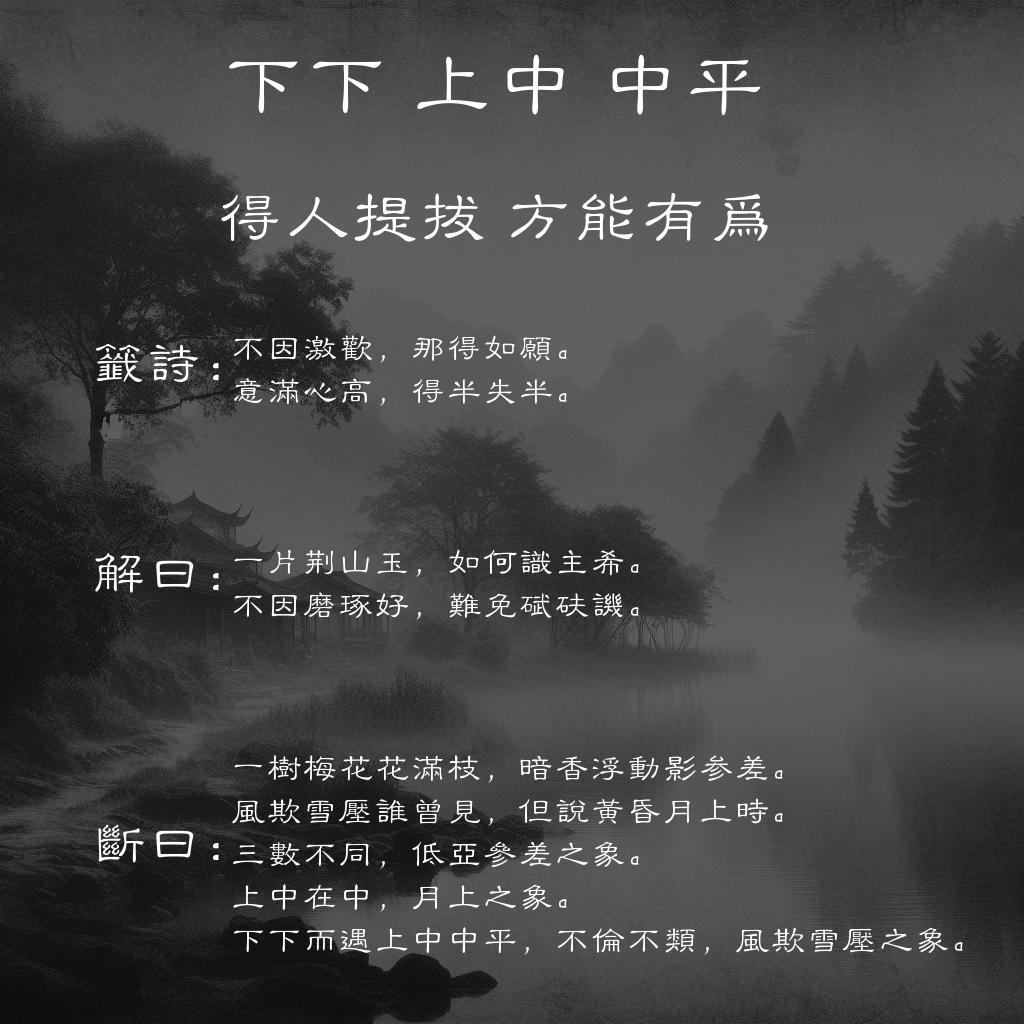 下下 上中 中平
得人提拔 方能有爲
籤詩：不因激歡，那得如願。
意滿心高，得半失半。
解曰：一片荆山玉，如何識主希。
不因磨琢好，難免碔砆譏。
斷曰：一樹梅花花滿枝，暗香浮動影參差。
風欺雪壓誰曾見，但說黃昏月上時。
三數不同，低亞參差之象。
上中在中，月上之象。
下下而遇上中中平，不倫不類，風欺雪壓之象。